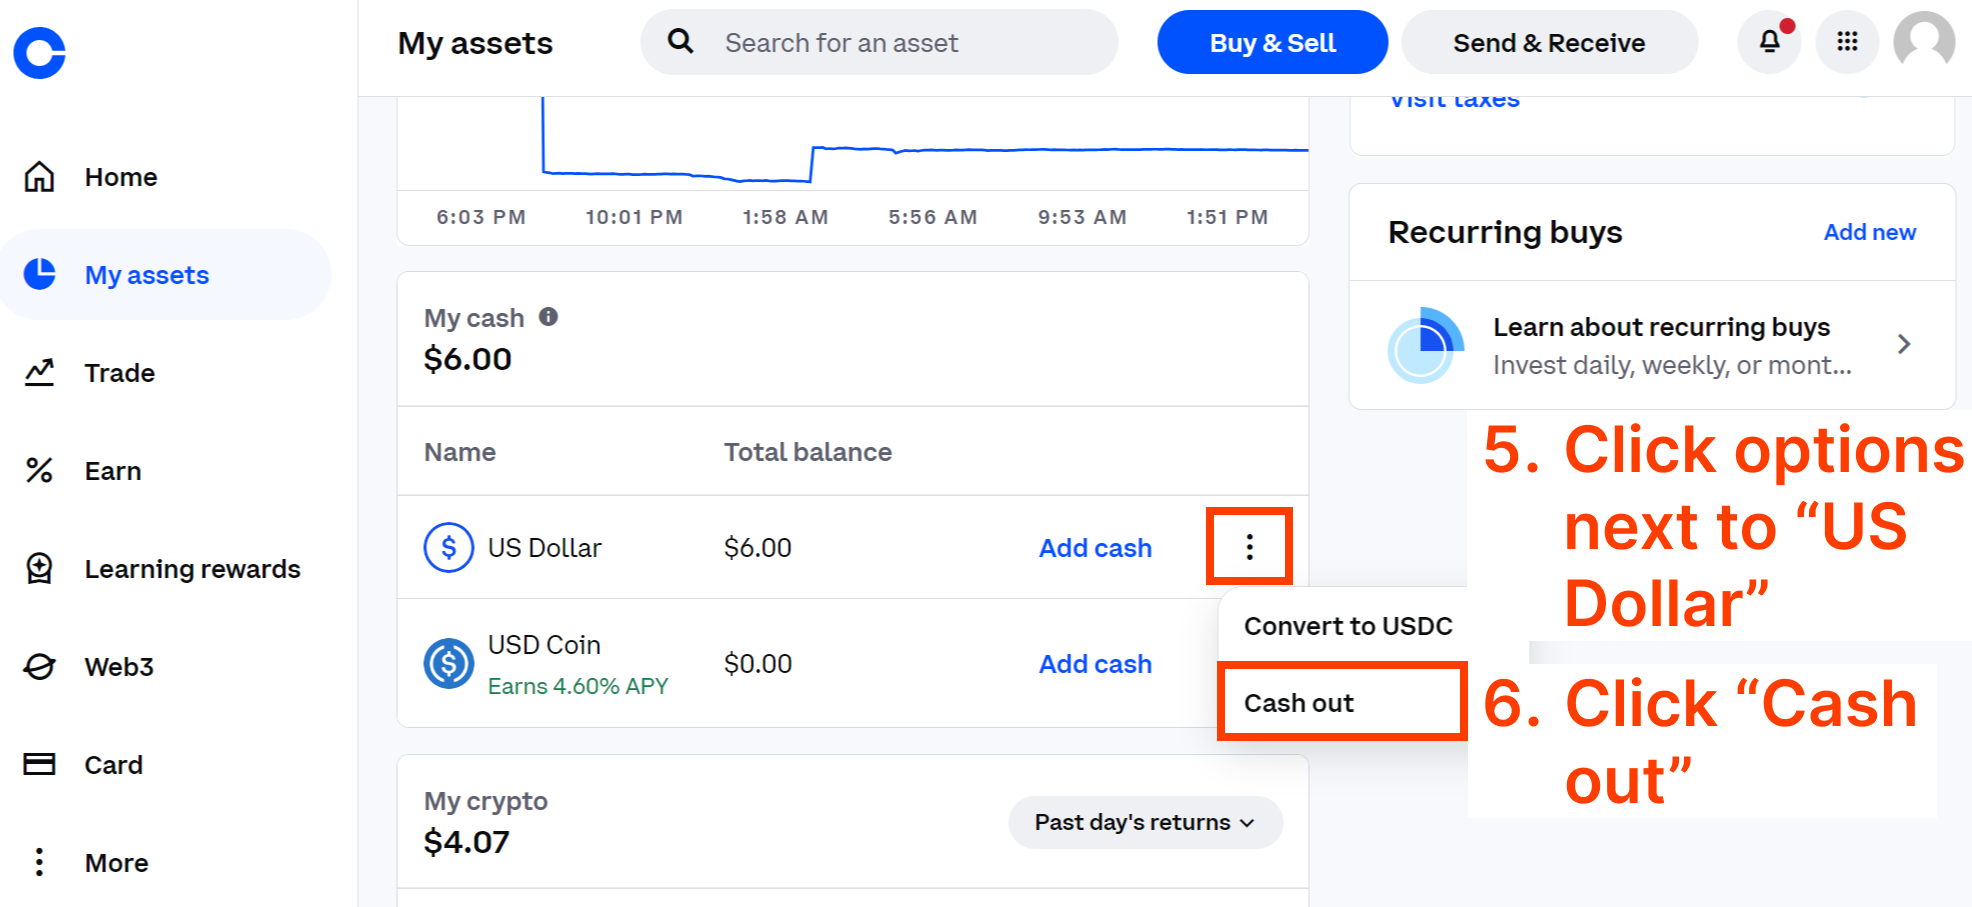 My assets
Search for an asset
Buy & Sell
Send & Receive
Home
My assets
Trade
Earn
Learning rewards
Web3
Card
More
6:03 PM 10:01 PM 1:58 AM 5:56 AM 9:53 AM 1:51 PM
My cash
$6.00
Name Total balance
US Dollar $6.00 Add cash
USD Coin
Earns 4.60% APY
$0.00 Add cash
Convert to USDC
Cash out
My crypto
$4.07
Past day's returns
Visit taxes
Recurring buys Add new
Learn about recurring buys
Invest daily, weekly, or mont...
5. Click options
next to “US
Dollar”
6. Click “Cash
out”